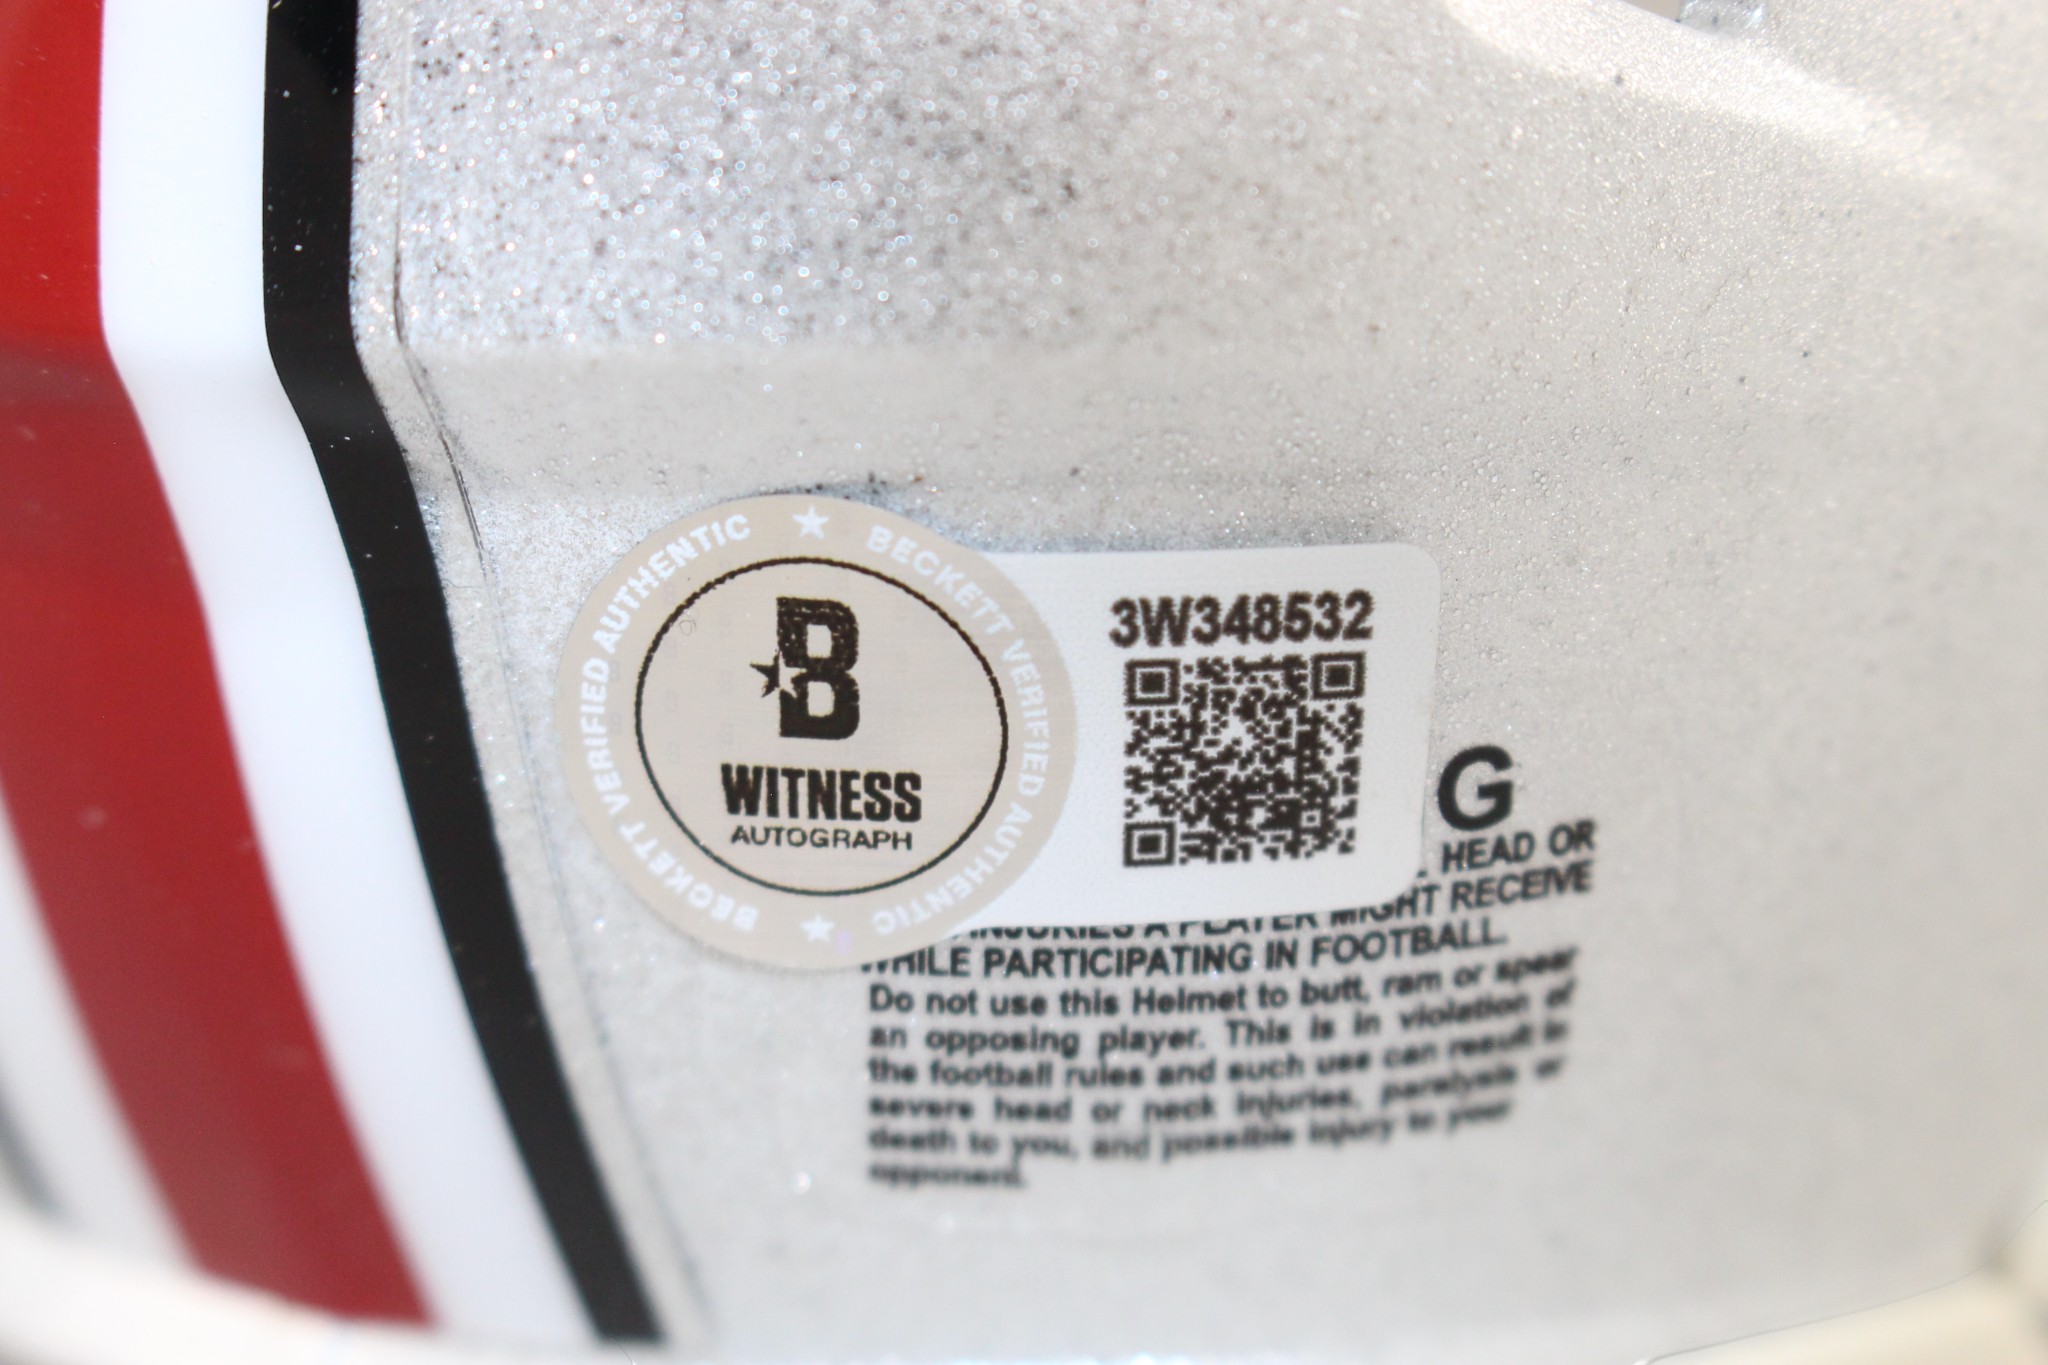 BECKETT VERIFIED AUTHENTIC ★ BECKETT VERIFIED AUTHENTIC ★
B
WITNESS
AUTOGRAPH
3W348532
G
HEAD OR
INJURIES A PLAYER MIGHT RECEIVE
WHILE PARTICIPATING IN FOOTBALL.
Do not use this Helmet to butt, ram or spear
an opposing player. This is in violation of
the football rules and such use can result in
severe head or neck injuries, paralysis or
death to you, and possible injury to your
opponent.